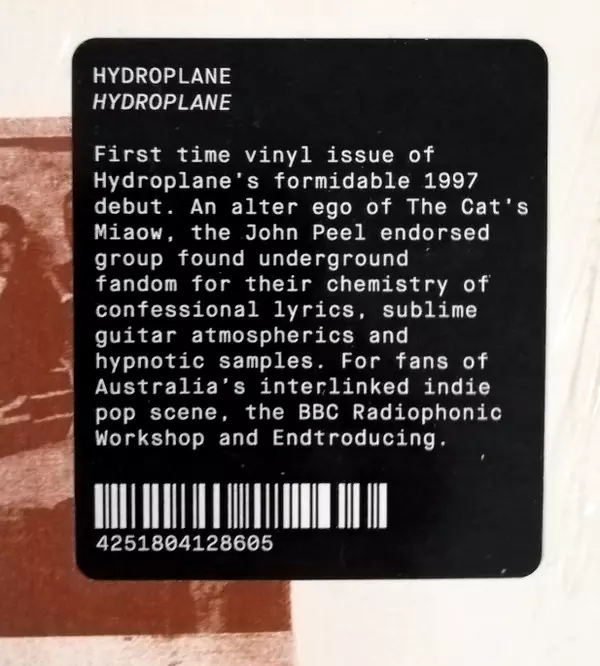 HYDROPLANE
HYDROPLANE
First time vinyl issue of
Hydroplane's formidable 1997
debut. An alter ego of The Cat's
Miaow, the John Peel endorsed
group found underground
fandom for their chemistry of
confessional lyrics, sublime
guitar atmospherics and
hypnotic samples. For fans of
Australia's interlinked indie
pop scene, the BBC Radiophonic
Workshop and Endtroducing.
4251804128605